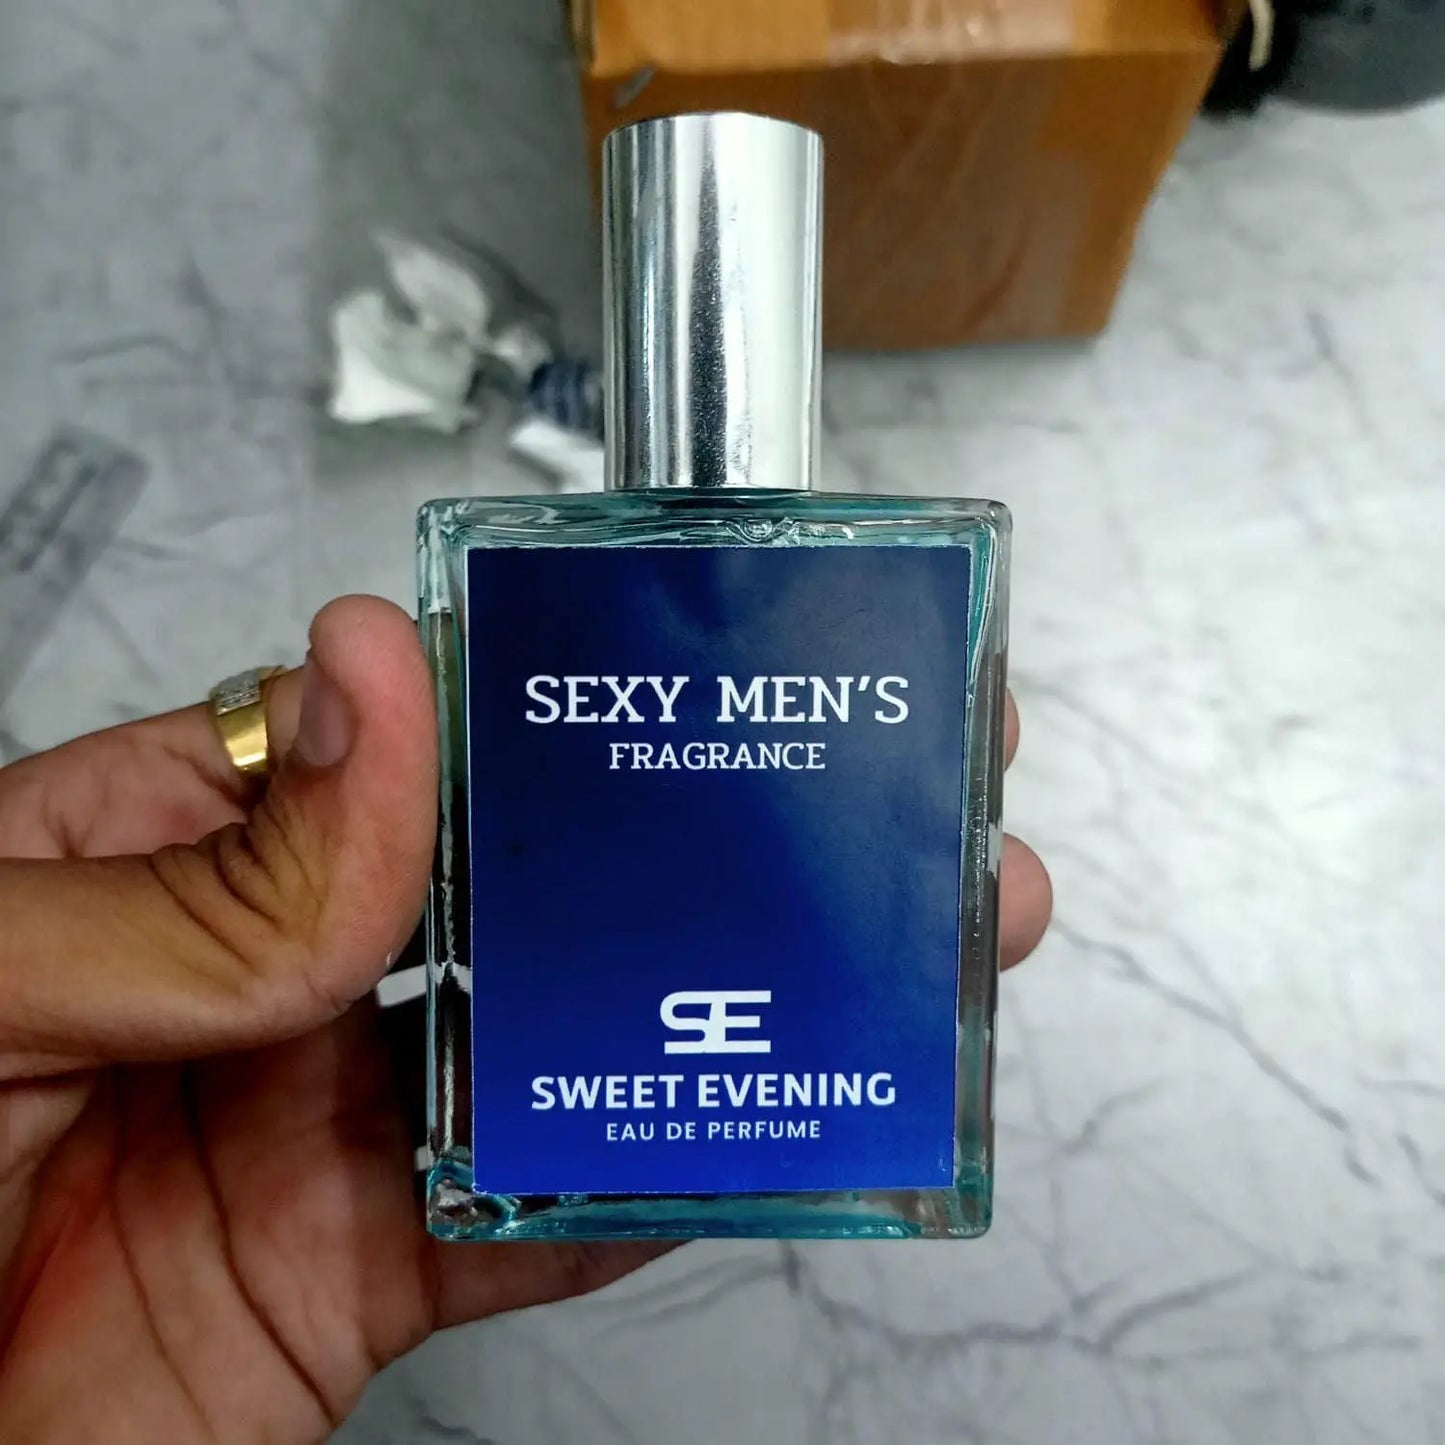 SEXY MEN'S
FRAGRANCE
SE
SWEET EVENING
EAU DE PERFUME